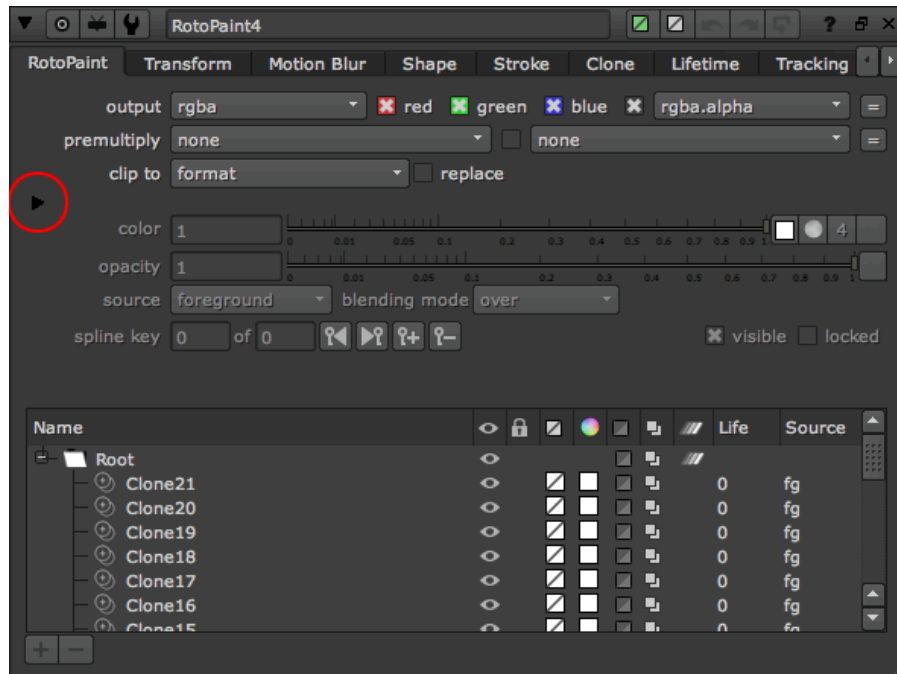 RotoPaint4 ?
RotoPaint Transform Motion Blur Shape Stroke Clone Lifetime Tracking
output rgba red green blue rgba.alpha =
premultiply none none =
clip to format replace
color 1 0 0.01 0.05 0.1 0.2 0.3 0.4 0.5 0.6 0.7 0.8 0.9 1 4
opacity 1 0 0.01 0.05 0.1 0.2 0.3 0.4 0.5 0.6 0.7 0.8 0.9 1
source foreground blending mode over
spline key 0 of 0 visible locked
Name Life Source
Root
Clone21 0 fg
Clone20 0 fg
Clone19 0 fg
Clone18 0 fg
Clone17 0 fg
Clone16 0 fg
Clone15 0 fg